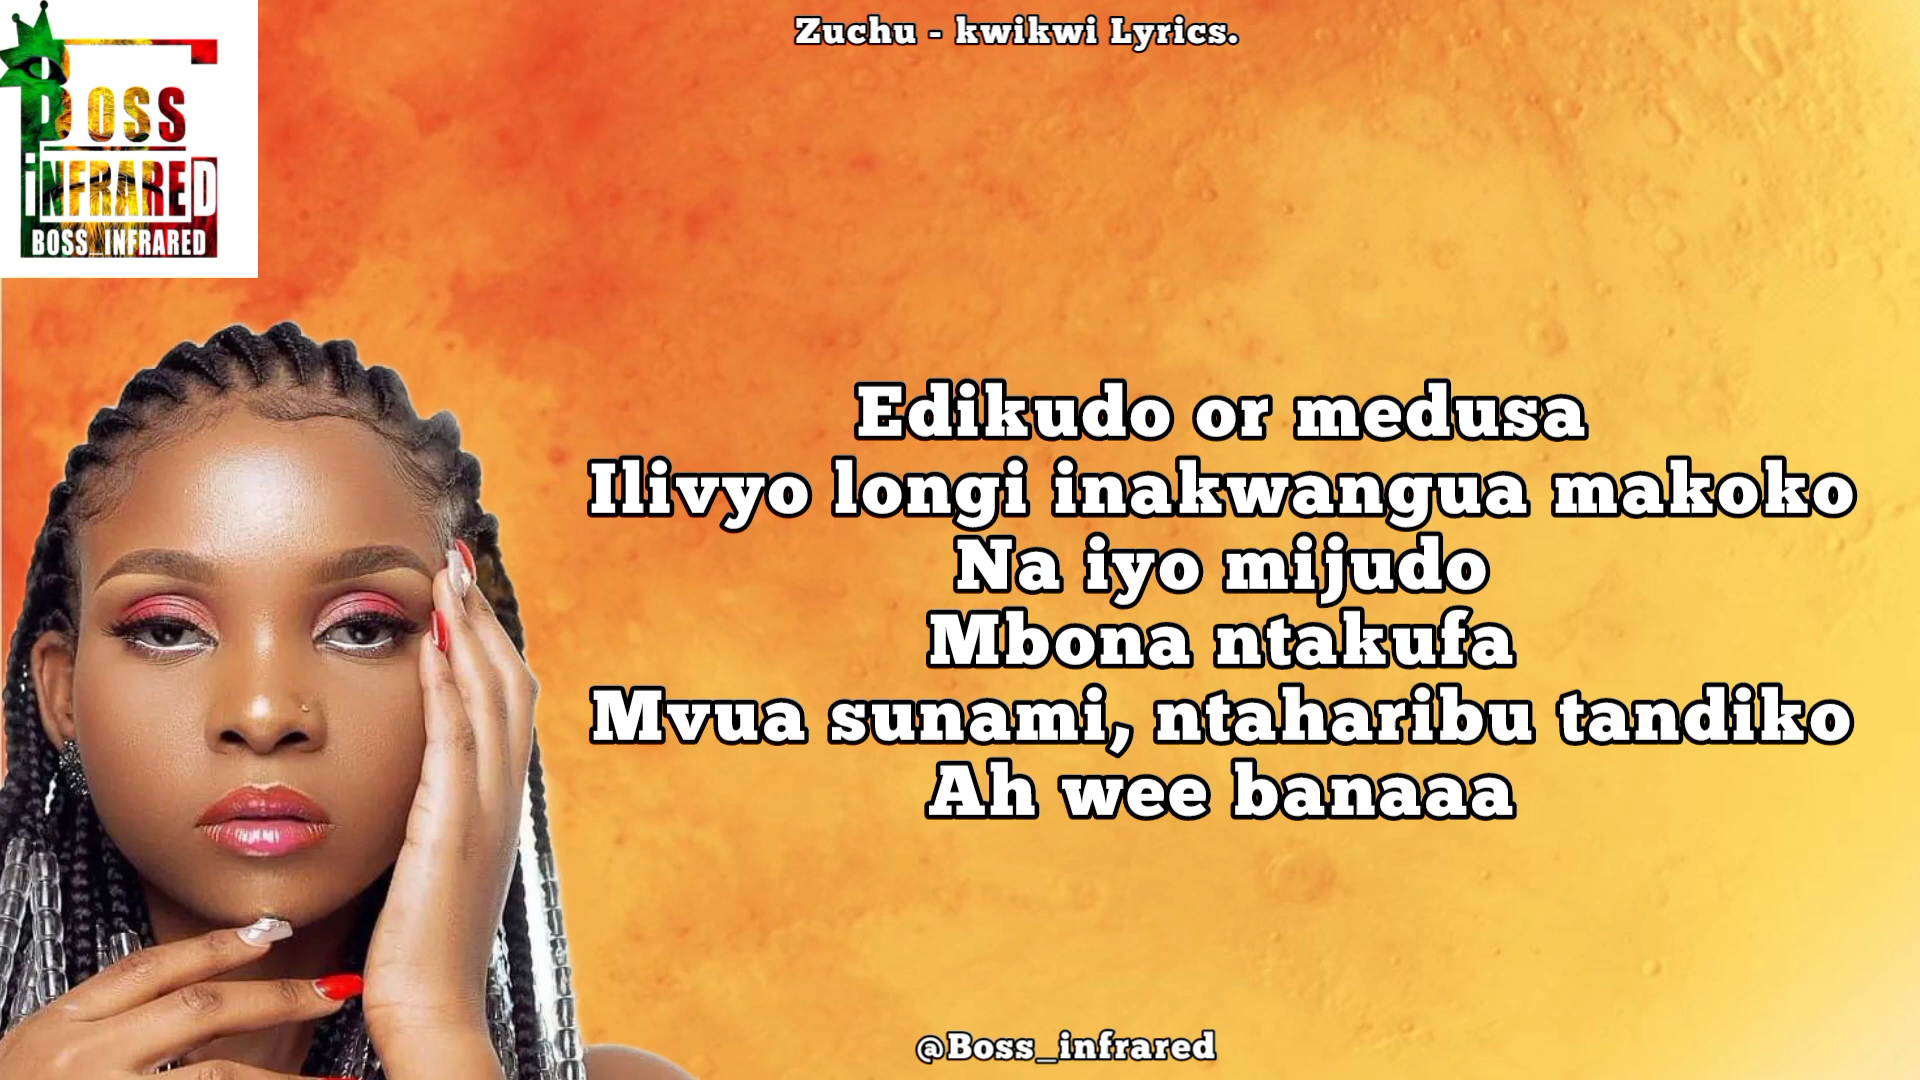 Zuchu - kwikwi Lyrics.
BOSS
iNFRARED
BOSS_INFRARED
Edikudo or medusa
Ilivyo longi inakwangua makoko
Na iyo mijudo
Mbona ntakufa
Mvua sunami, ntaharibu tandiko
Ah wee banaaa
@Boss_infrared